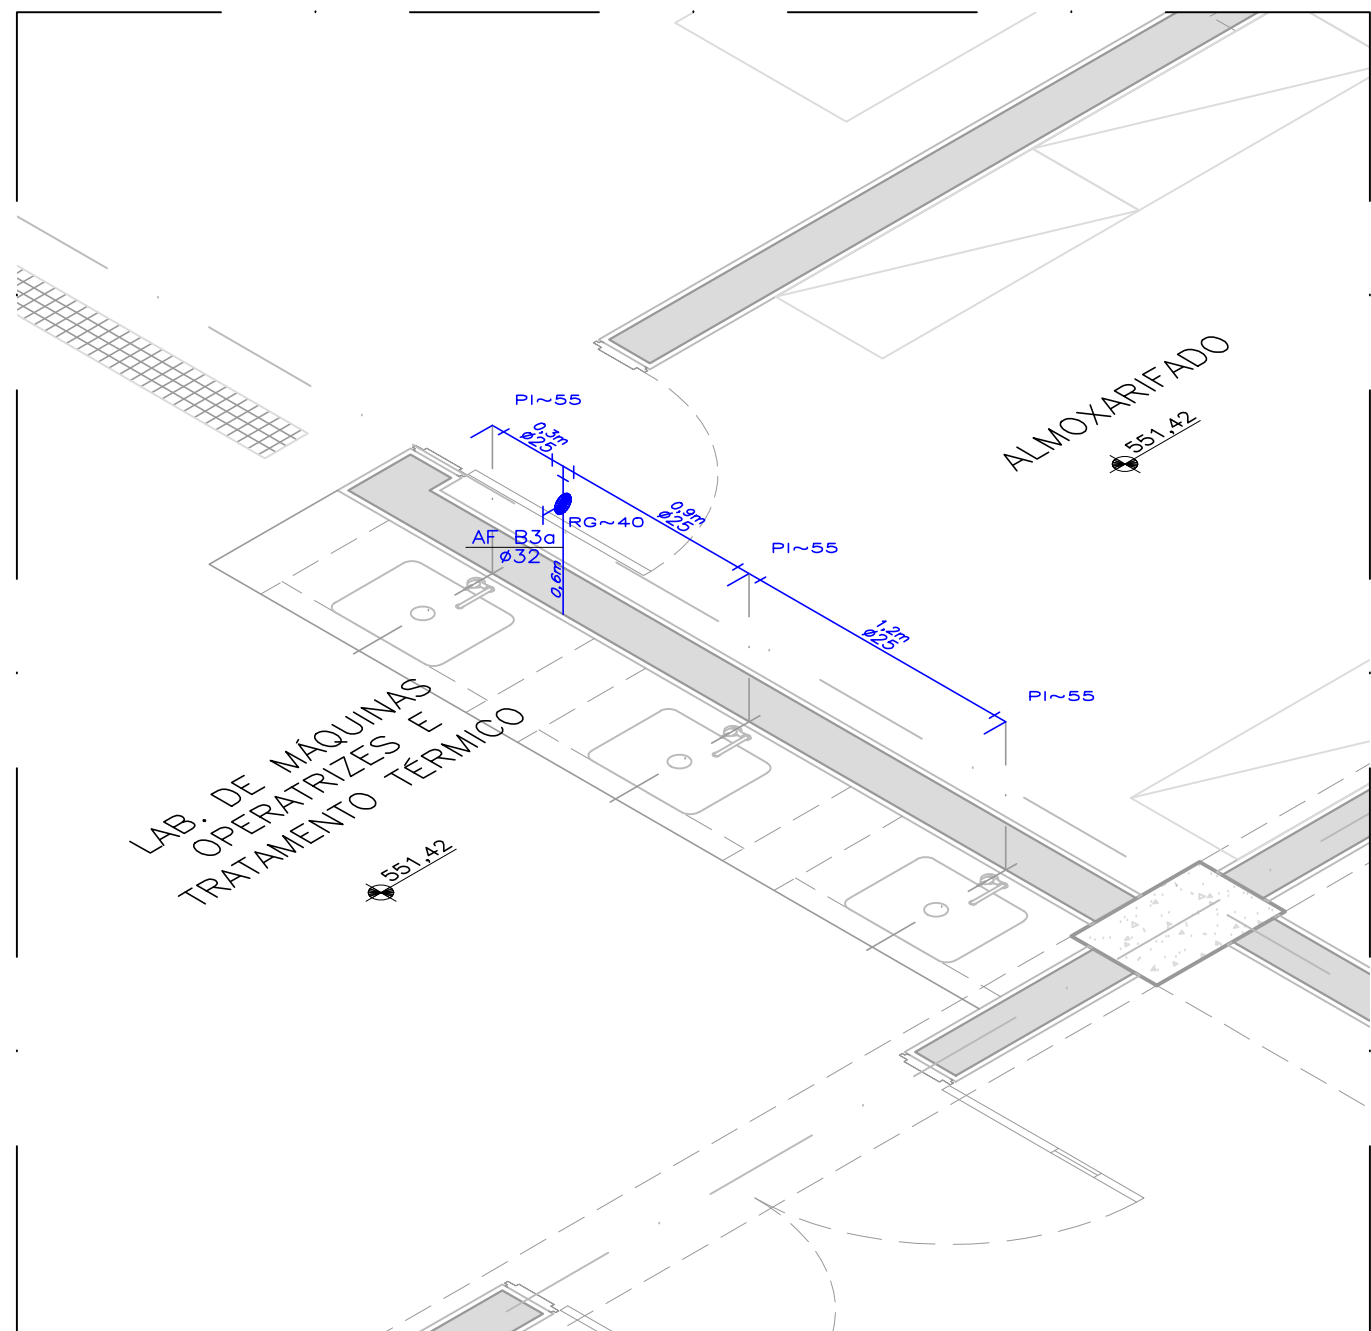 PI~55
0,3m
ø25
RG~40
AF B3a
ø32
0,6m
0,9m
ø25
PI~55
1,2m
ø25
PI~55
ALMOXARIFADO
551,42
LAB. DE MÁQUINAS
OPERATRIZES E
TRATAMENTO TÉRMICO
551,42